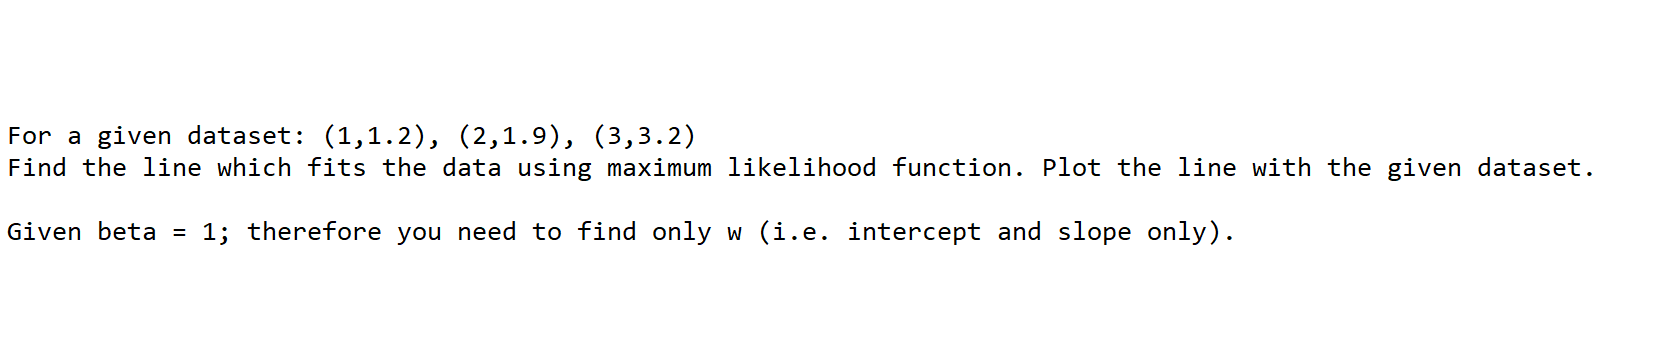 For a given dataset: (1,1.2), (2,1.9), (3,3.2)
Find the line which fits the data using maximum likelihood function. Plot the line with the given dataset.
Given beta = 1; therefore you need to find only w (i.e. intercept and slope only).